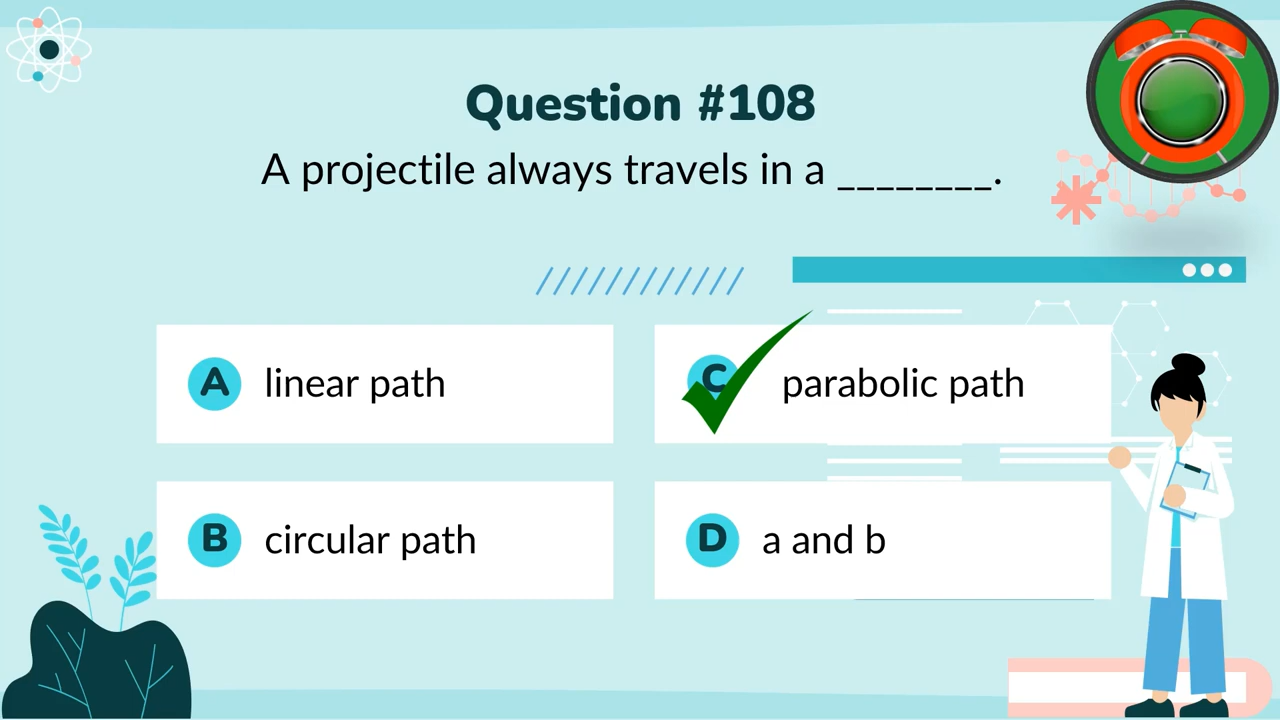 Question #108
A projectile always travels in a ________.
A linear path
C parabolic path
B circular path
D a and b